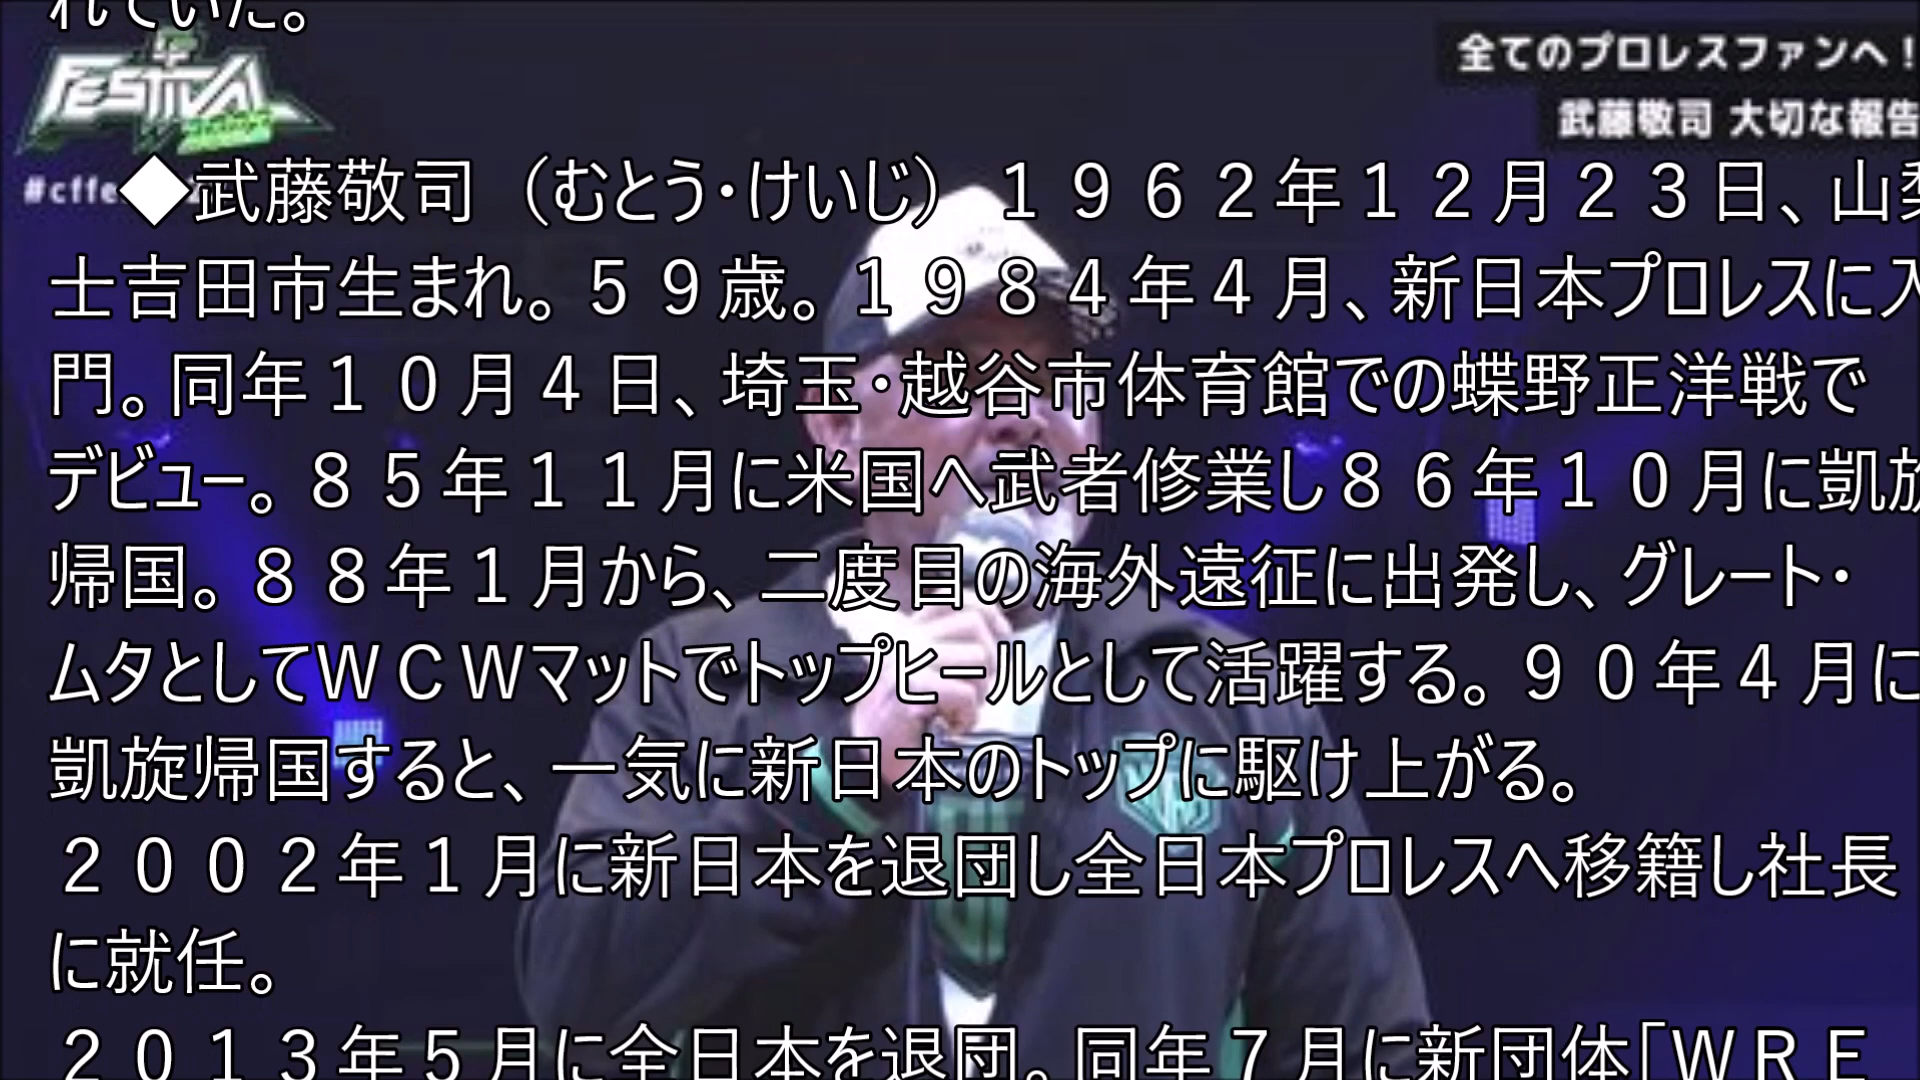 れていた。
FESTIVAL
全てのプロレスファンへ！
武藤敬司 大切な報告
#cffe
◆武藤敬司（むとう・けいじ）１９６２年１２月２３日、山梨
士吉田市生まれ。５９歳。１９８４年４月、新日本プロレスに入
門。同年１０月４日、埼玉・越谷市体育館での蝶野正洋戦で
デビュー。８５年１１月に米国へ武者修業し８６年１０月に凱旋
帰国。８８年１月から、二度目の海外遠征に出発し、グレート・
ムタとしてＷＣＷマットでトップヒールとして活躍する。９０年４月に
凱旋帰国すると、一気に新日本のトップに駆け上がる。
２００２年１月に新日本を退団し全日本プロレスへ移籍し社長
に就任。
２０１３年５月に全日本を退団。同年７月に新団体「ＷＲＥ